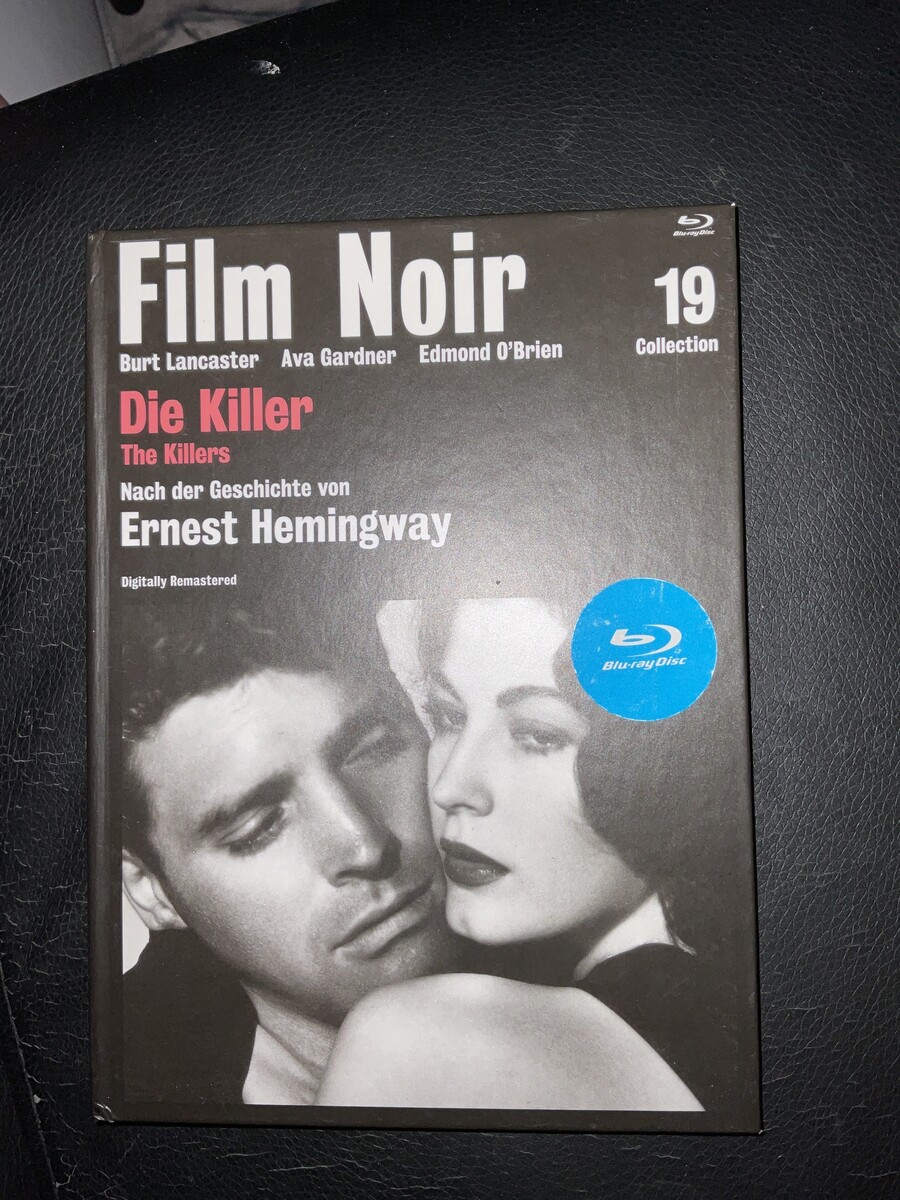 Blu-ray Disc
Film Noir
19
Burt Lancaster Ava Gardner Edmond O'Brien
Collection
Die Killer
The Killers
Nach der Geschichte von
Ernest Hemingway
Digitally Remastered
Blu-ray Disc